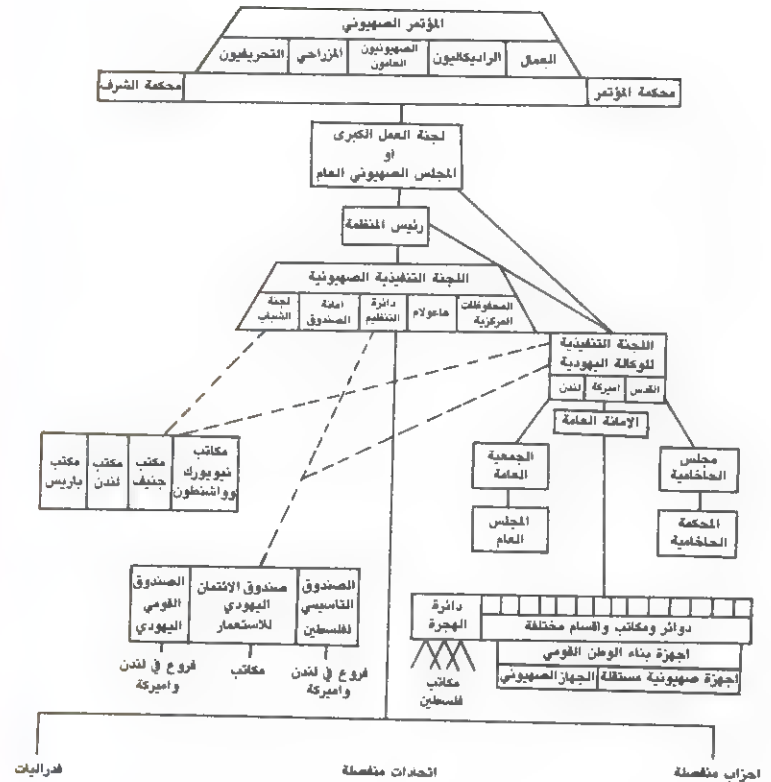 المؤتمر الصهيوني
العمال
الراديكاليون
الصهيونيون
العامون
المزراحي
التحريفيون
محكمة المؤتمر
محكمة الشرف
لجنة العمل الكبرى
أو
المجلس الصهيوني العام
رئيس المنظمة
اللجنة التنفيذية الصهيونية
المحفوظات
المركزية
هاعولام
دائرة
التنظيم
امانة
الصندوق
لجنة
الشباب
اللجنة التنفيذية
للوكالة اليهودية
القدس
اميركة
لندن
الامانة العامة
مجلس
الحاخامية
الجمعية
العامة
المحكمة
الحاخامية
المجلس
العام
مكاتب
نيويورك
وواشنطون
مكتب
جنيف
مكتب
لندن
مكتب
باريس
الصندوق
التاسيسي
لفلسطين
صندوق الائتمان
اليهودي
للاستعمار
الصندوق
القومي
اليهودي
فروع في لندن
واميركة
مكاتب
فروع في لندن
واميركة
دائرة
الهجرة
مكاتب
فلسطين
دوائر ومكاتب واقسام مختلفة
اجهزة بناء الوطن القومي
اجهزة صهيونية مستقلة
الجهاز الصهيوني
احزاب منفصلة
اتحادات منفصلة
فدراليات